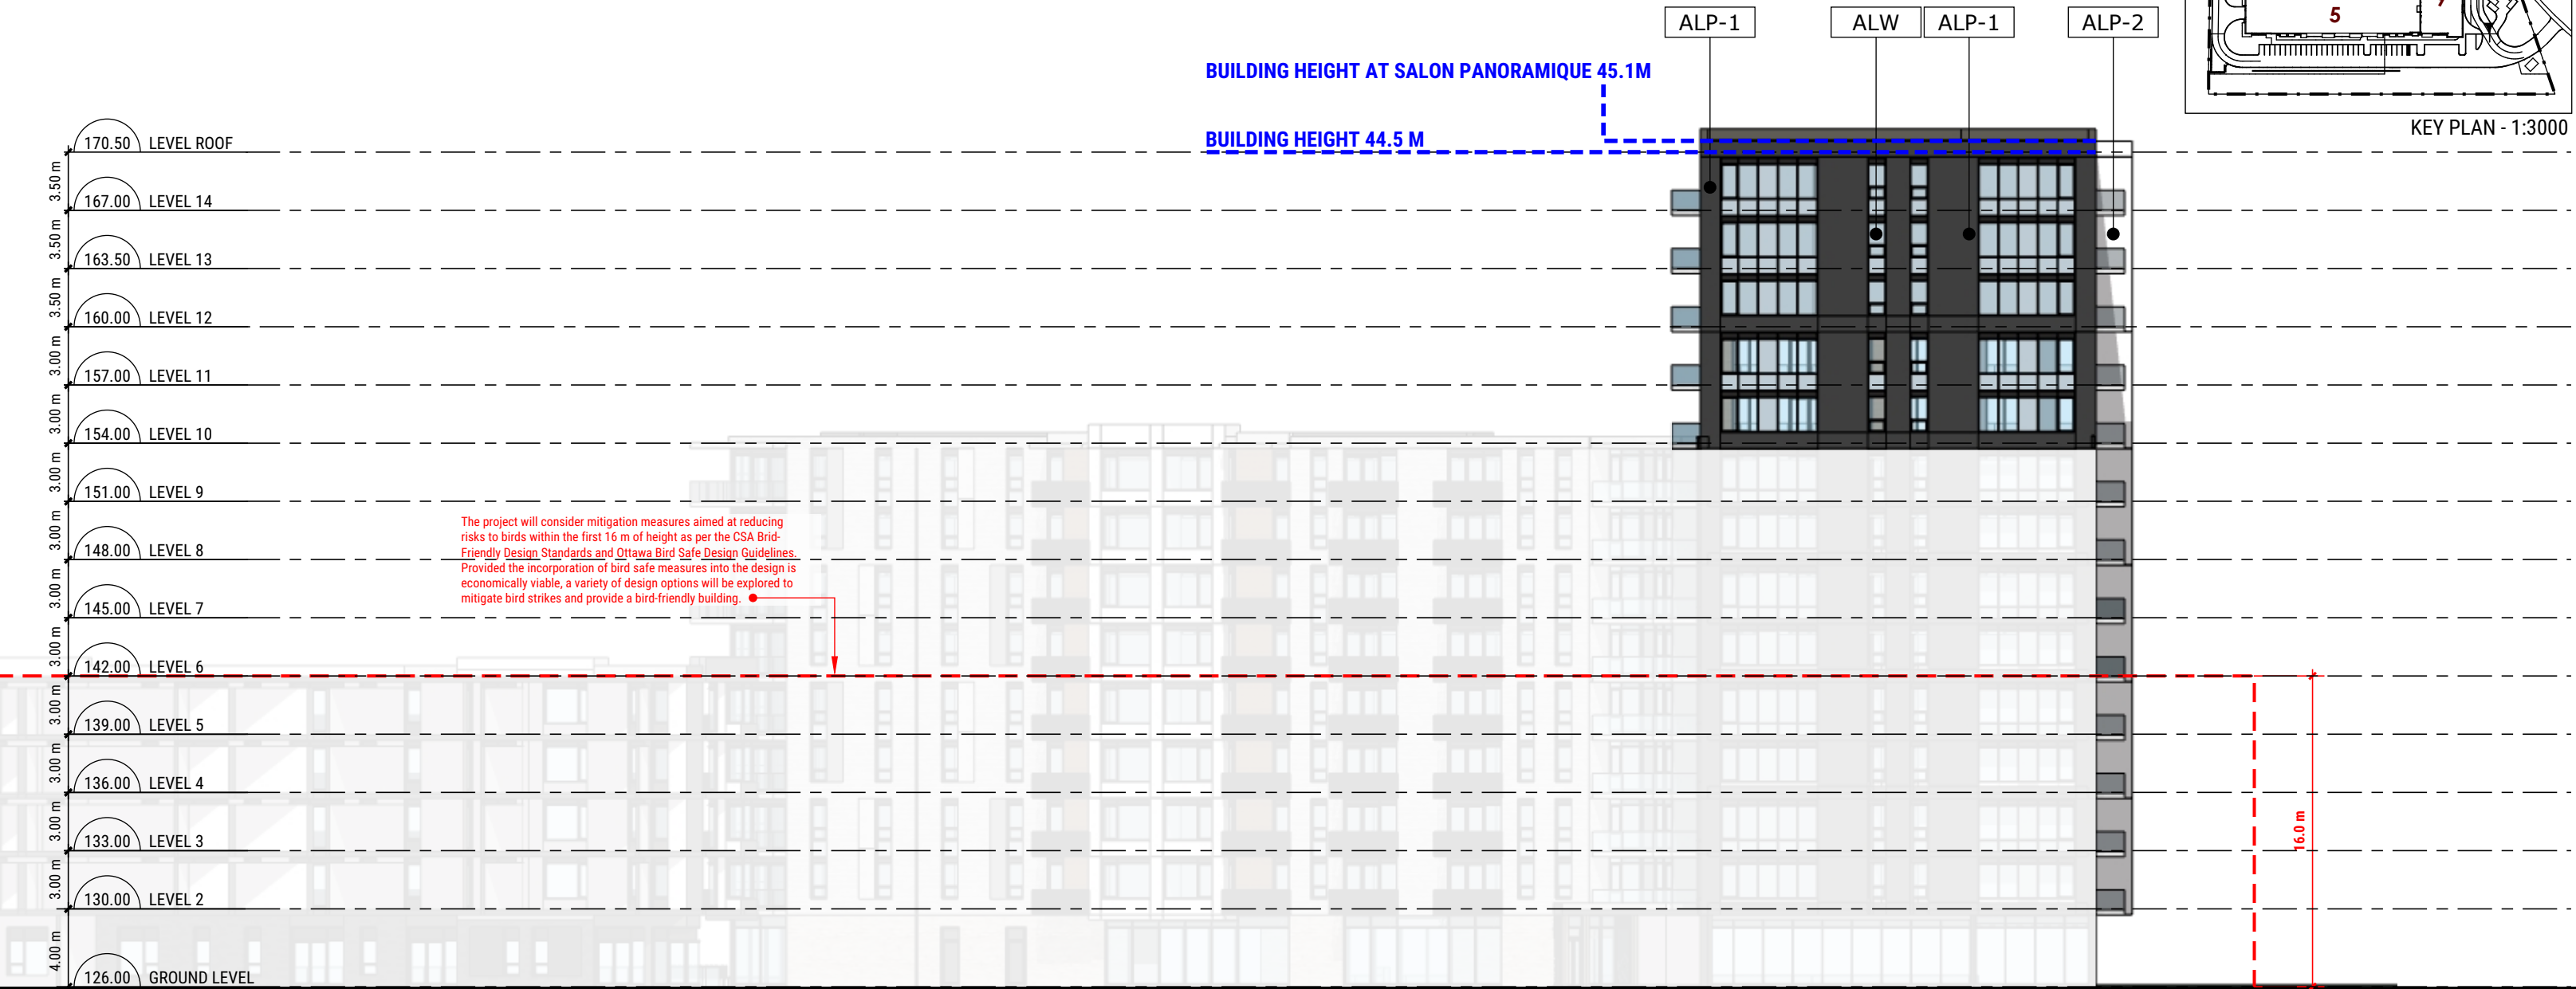 ALP-1
ALW
ALP-1
ALP-2
5
7
KEY PLAN - 1:3000
BUILDING HEIGHT AT SALON PANORAMIQUE 45.1M
BUILDING HEIGHT 44.5 M
170.50 LEVEL ROOF
3.50 m
167.00 LEVEL 14
3.50 m
163.50 LEVEL 13
3.50 m
160.00 LEVEL 12
3.00 m
157.00 LEVEL 11
3.00 m
154.00 LEVEL 10
3.00 m
151.00 LEVEL 9
3.00 m
148.00 LEVEL 8
3.00 m
145.00 LEVEL 7
3.00 m
142.00 LEVEL 6
3.00 m
139.00 LEVEL 5
3.00 m
136.00 LEVEL 4
3.00 m
133.00 LEVEL 3
3.00 m
130.00 LEVEL 2
4.00 m
126.00 GROUND LEVEL
The project will consider mitigation measures aimed at reducing
risks to birds within the first 16 m of height as per the CSA Brid-
Friendly Design Standards and Ottawa Bird Safe Design Guidelines.
Provided the incorporation of bird safe measures into the design is
economically viable, a variety of design options will be explored to
mitigate bird strikes and provide a bird-friendly building.
16.0 m